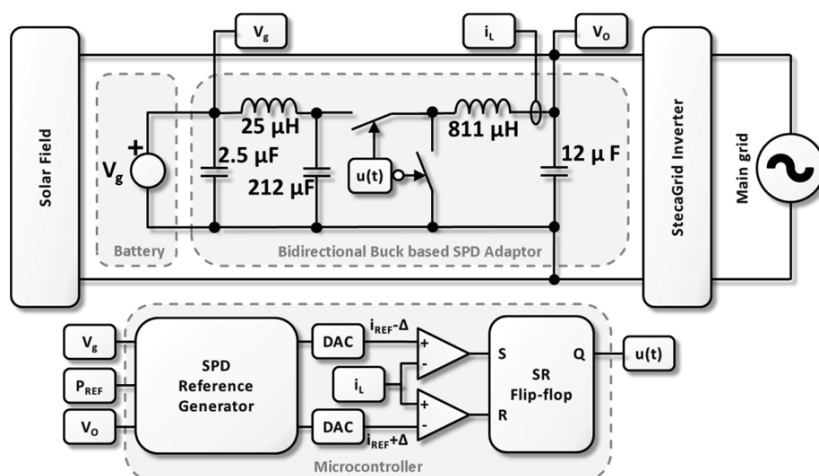 Vg
iL
VO
25 µH
811 µH
2.5 µF
212 µF
12 µ F
u(t)
+
Vg
Solar Field
Battery
Bidirectional Buck based SPD Adaptor
StecaGrid Inverter
Main grid
Vg
PREF
VO
SPD
Reference
Generator
DAC
iREF-Δ
iL
DAC
iREF+Δ
+
-
+
-
S
R
Q
SR
Flip-flop
u(t)
Microcontroller